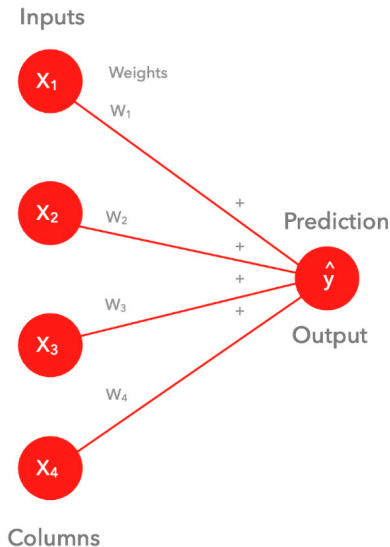 Inputs
X₁
Weights
W₁
+
X₂
W₂
Prediction
+
ŷ
+
W₃
+
X₃
Output
W₄
X₄
Columns